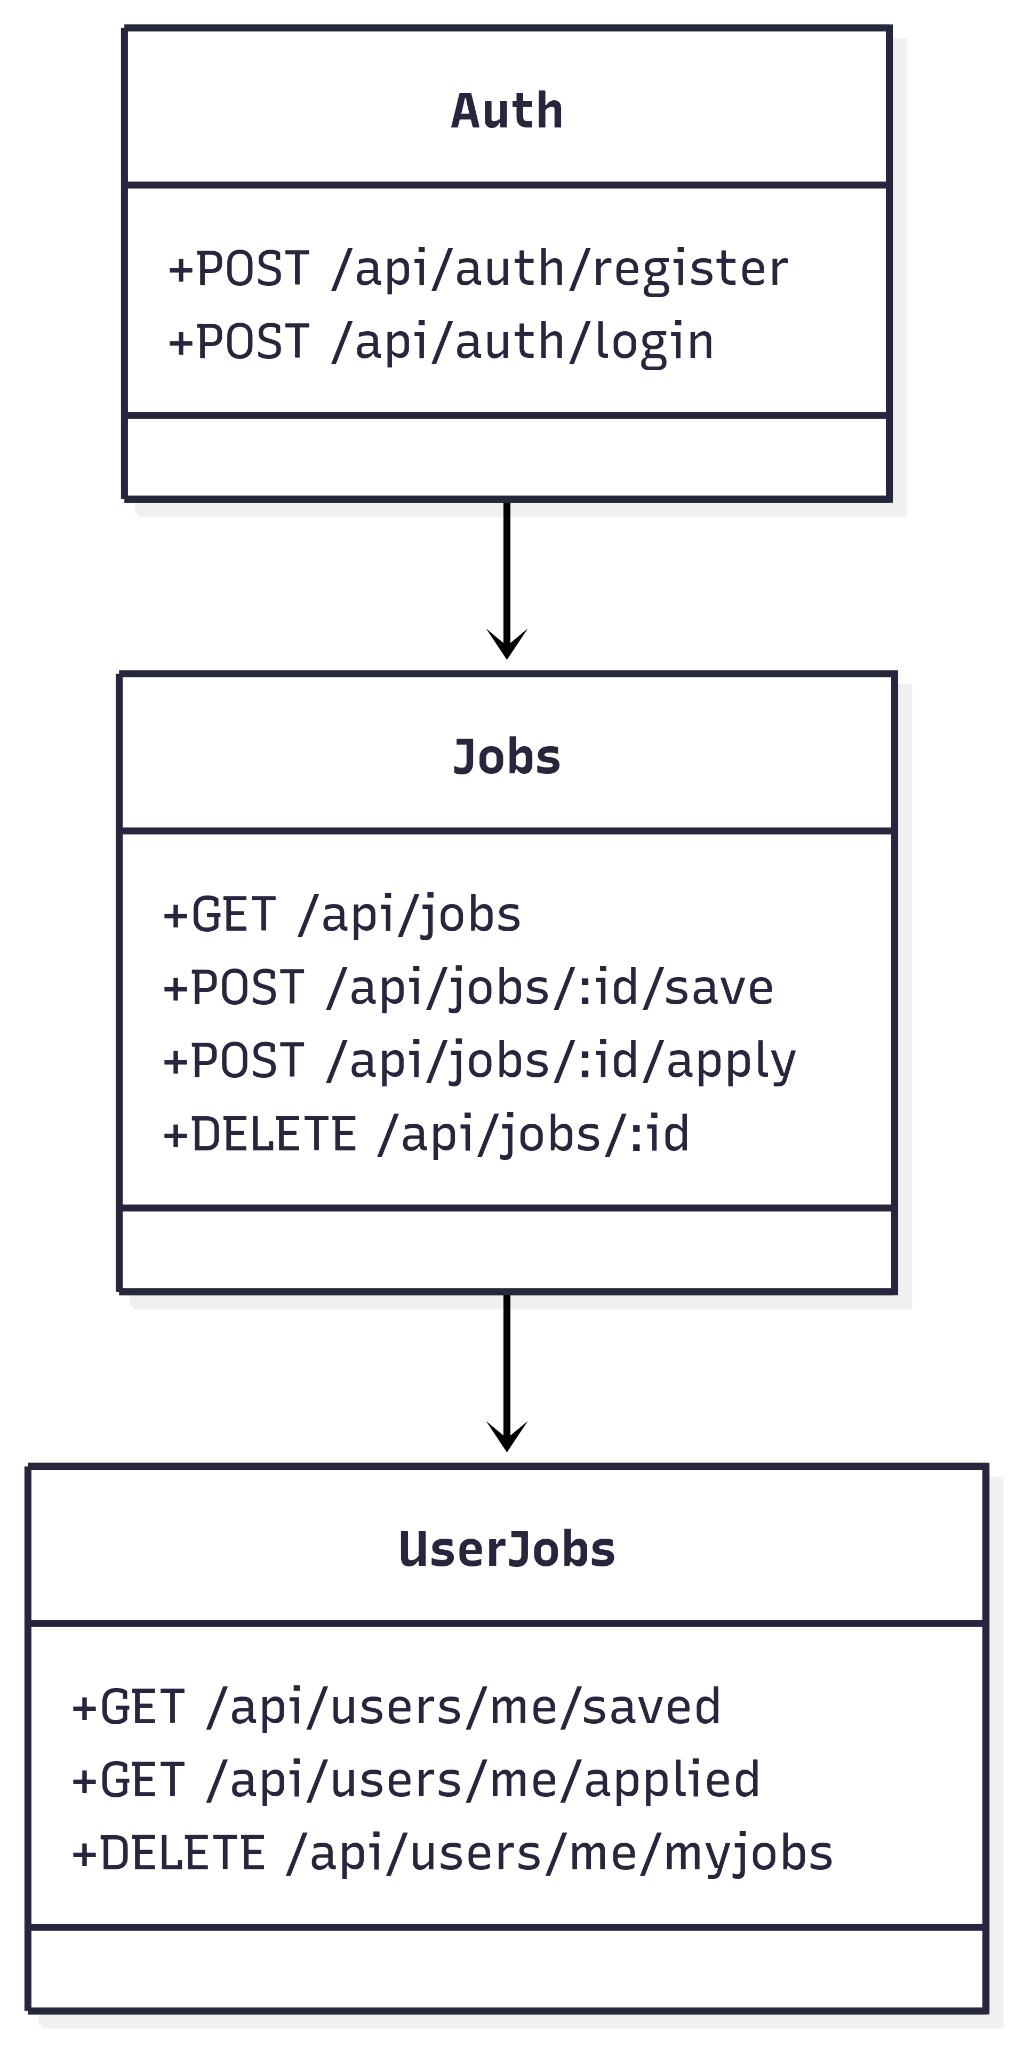 Auth
+POST /api/auth/register
+POST /api/auth/login
Jobs
+GET /api/jobs
+POST /api/jobs/:id/save
+POST /api/jobs/:id/apply
+DELETE /api/jobs/:id
UserJobs
+GET /api/users/me/saved
+GET /api/users/me/applied
+DELETE /api/users/me/myjobs